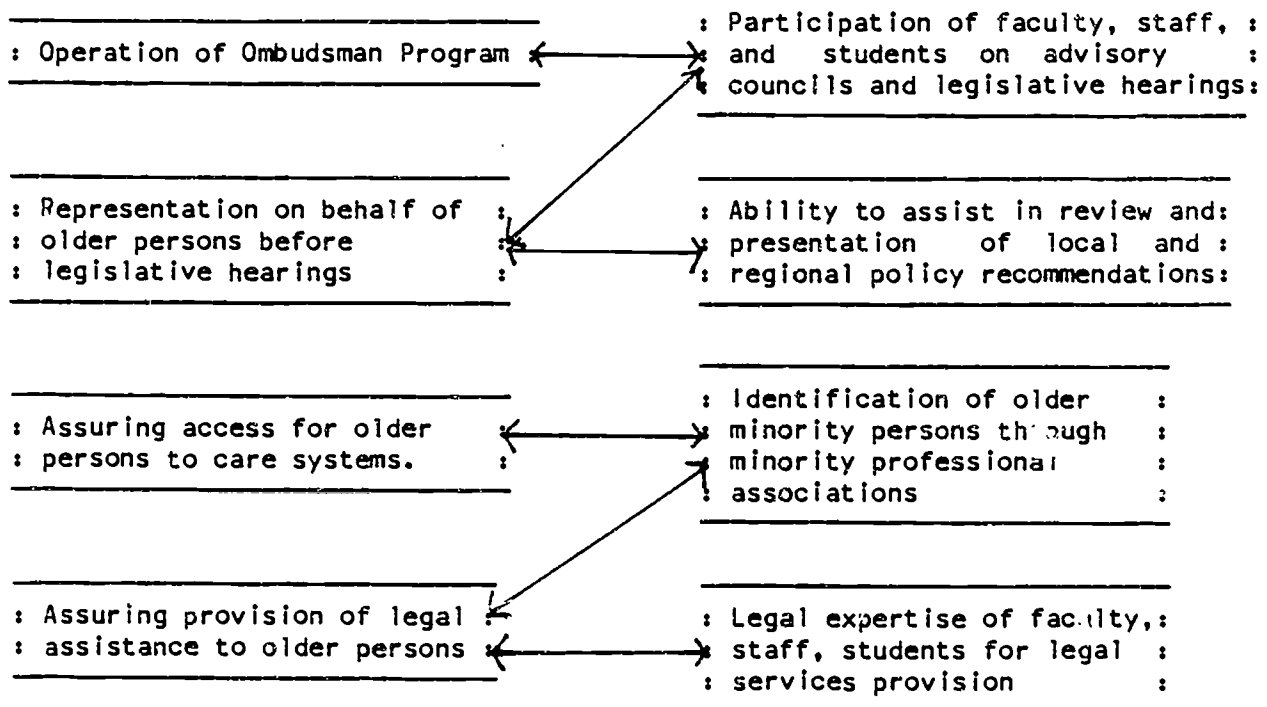 : Operation of Ombudsman Program :
: Participation of faculty, staff, :
: and students on advisory :
: councils and legislative hearings:
: Representation on behalf of :
: older persons before :
: legislative hearings :
: Ability to assist in review and:
: presentation of local and :
: regional policy recommendations:
: Assuring access for older :
: persons to care systems. :
: Identification of older :
: minority persons through :
: minority professional :
: associations :
: Assuring provision of legal :
: assistance to older persons :
: Legal expertise of faculty,:
: staff, students for legal :
: services provision :